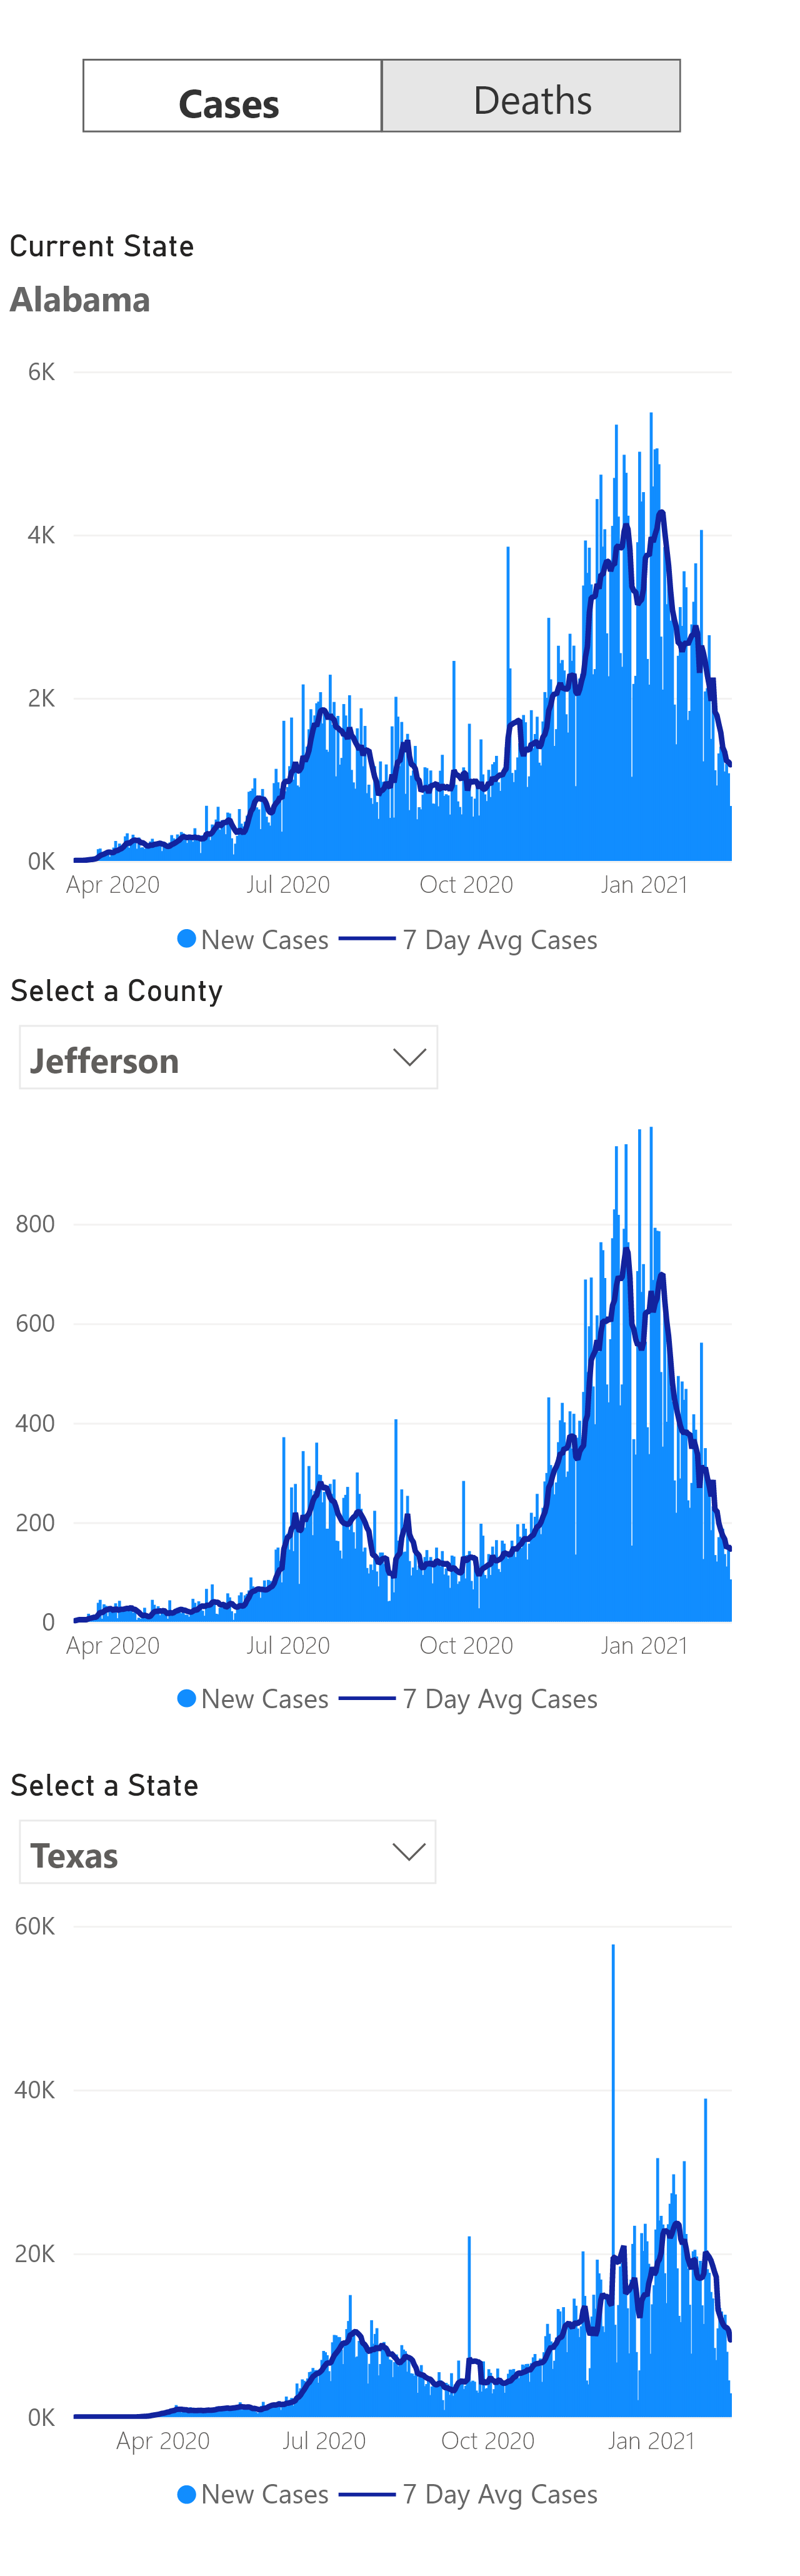 Cases Deaths
Current State
Alabama
6K
4K
2K
0K
Apr 2020 Jul 2020 Oct 2020 Jan 2021
New Cases 7 Day Avg Cases
Select a County
Jefferson
800
600
400
200
0
Apr 2020 Jul 2020 Oct 2020 Jan 2021
New Cases 7 Day Avg Cases
Select a State
Texas
60K
40K
20K
0K
Apr 2020 Jul 2020 Oct 2020 Jan 2021
New Cases 7 Day Avg Cases